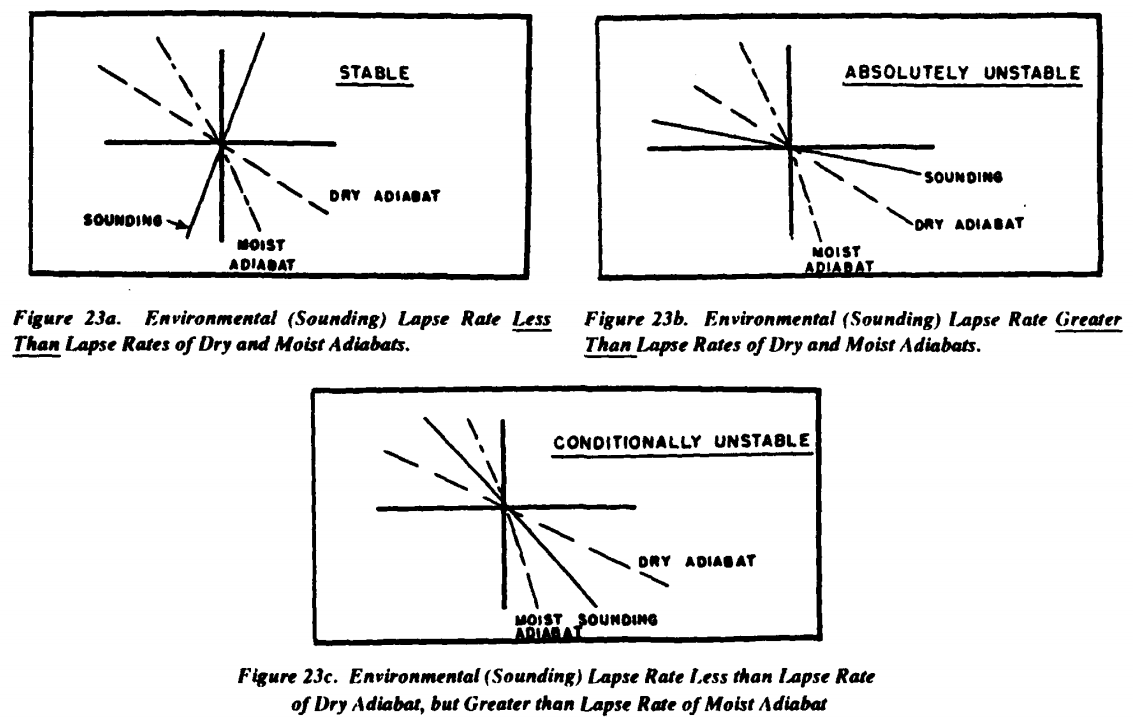 STABLE
DRY ADIABAT
SOUNDING
MOIST
ADIABAT
Figure 23a. Environmental (Sounding) Lapse Rate Less
Than Lapse Rates of Dry and Moist Adiabats.
ABSOLUTELY UNSTABLE
SOUNDING
DRY ADIABAT
MOIST
ADIABAT
Figure 23b. Environmental (Sounding) Lapse Rate Greater
Than Lapse Rates of Dry and Moist Adiabats.
CONDITIONALLY UNSTABLE
DRY ADIABAT
MOIST SOUNDING
ADIABAT
Figure 23c. Environmental (Sounding) Lapse Rate Less than Lapse Rate
of Dry Adiabat, but Greater than Lapse Rate of Moist Adiabat